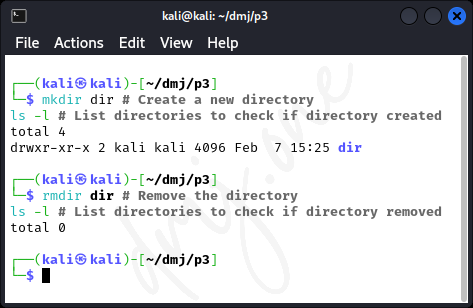 kali@kali: ~/dmj/p3
File Actions Edit View Help
┌──(kali㉿kali)-[~/dmj/p3]
└─$ mkdir dir # Create a new directory
ls -l # List directories to check if directory created
total 4
drwxr-xr-x 2 kali kali 4096 Feb  7 15:25 dir
┌──(kali㉿kali)-[~/dmj/p3]
└─$ rmdir dir # Remove the directory
ls -l # List directories to check if directory removed
total 0
┌──(kali㉿kali)-[~/dmj/p3]
└─$
dmj.one